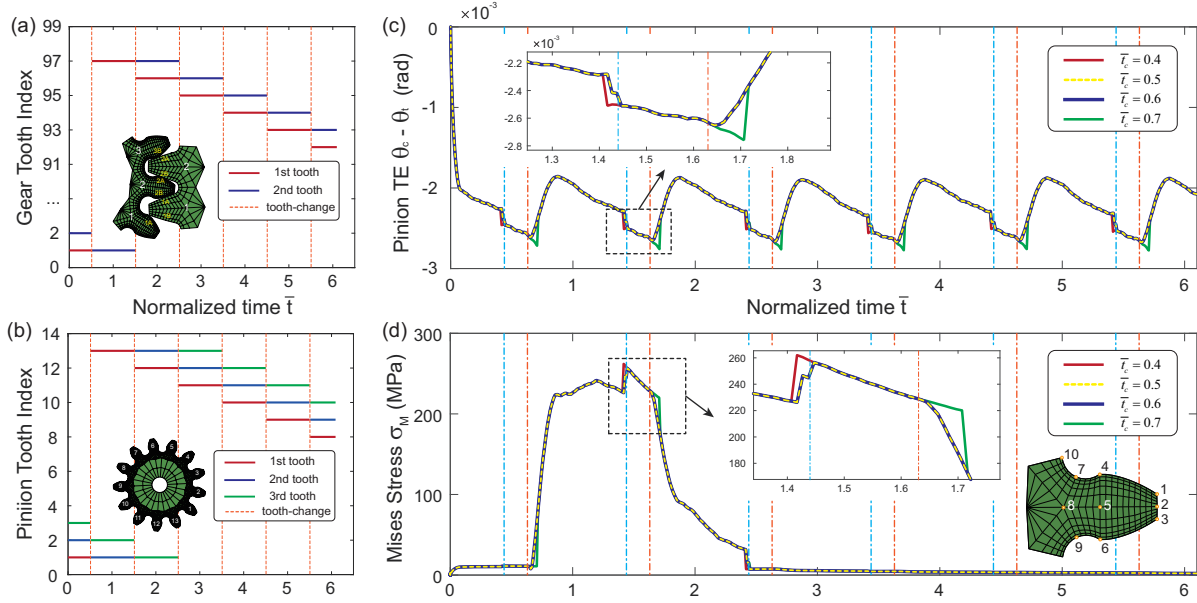 (a)
99
97
95
93
91
...
2
0
Gear Tooth Index
1st tooth
2nd tooth
tooth-change
0 1 2 3 4 5 6
Normalized time t̅
(b)
14
12
10
8
6
4
2
0
Piniion Tooth Index
1st tooth
2nd tooth
3rd tooth
tooth-change
0 1 2 3 4 5 6
(c)
×10⁻³
0
-1
-2
-3
Pinion TE θc - θt (rad)
×10⁻³
-2.2
-2.4
-2.6
-2.8
1.3 1.4 1.5 1.6 1.7 1.8
t̅c = 0.4
t̅c = 0.5
t̅c = 0.6
t̅c = 0.7
0 1 2 3 4 5 6
Normalized time t̅
(d)
300
200
100
0
Mises Stress σM (MPa)
260
240
220
200
180
1.4 1.5 1.6 1.7
t̅c = 0.4
t̅c = 0.5
t̅c = 0.6
t̅c = 0.7
10
7
4
1
8
5
2
3
9
6
0 1 2 3 4 5 6